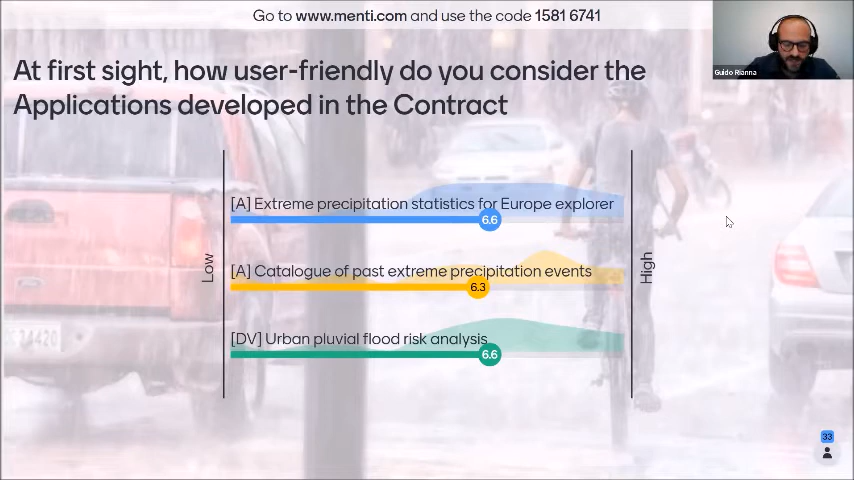 Go to www.menti.com and use the code 1581 6741
Guido Rianna
At first sight, how user-friendly do you consider the
Applications developed in the Contract
[A] Extreme precipitation statistics for Europe explorer
6.6
Low
[A] Catalogue of past extreme precipitation events
6.3
High
[DV] Urban pluvial flood risk analysis
6.6
33